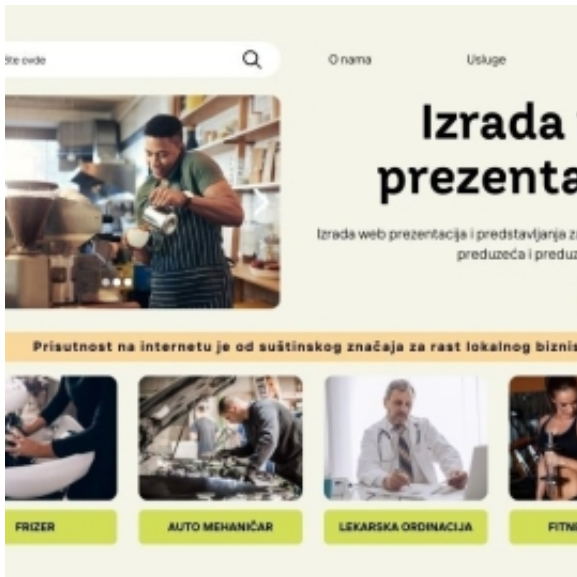 ovde
O nama
Usluge
Izrada
prezenta
Izrada web prezentacija i predstavljanja za
preduzeća i preduz
Prisutnost na internetu je od suštinskog značaja za rast lokalnog biznis
FRIZER
AUTO MEHANIČAR
LEKARSKA ORDINACIJA
FITN